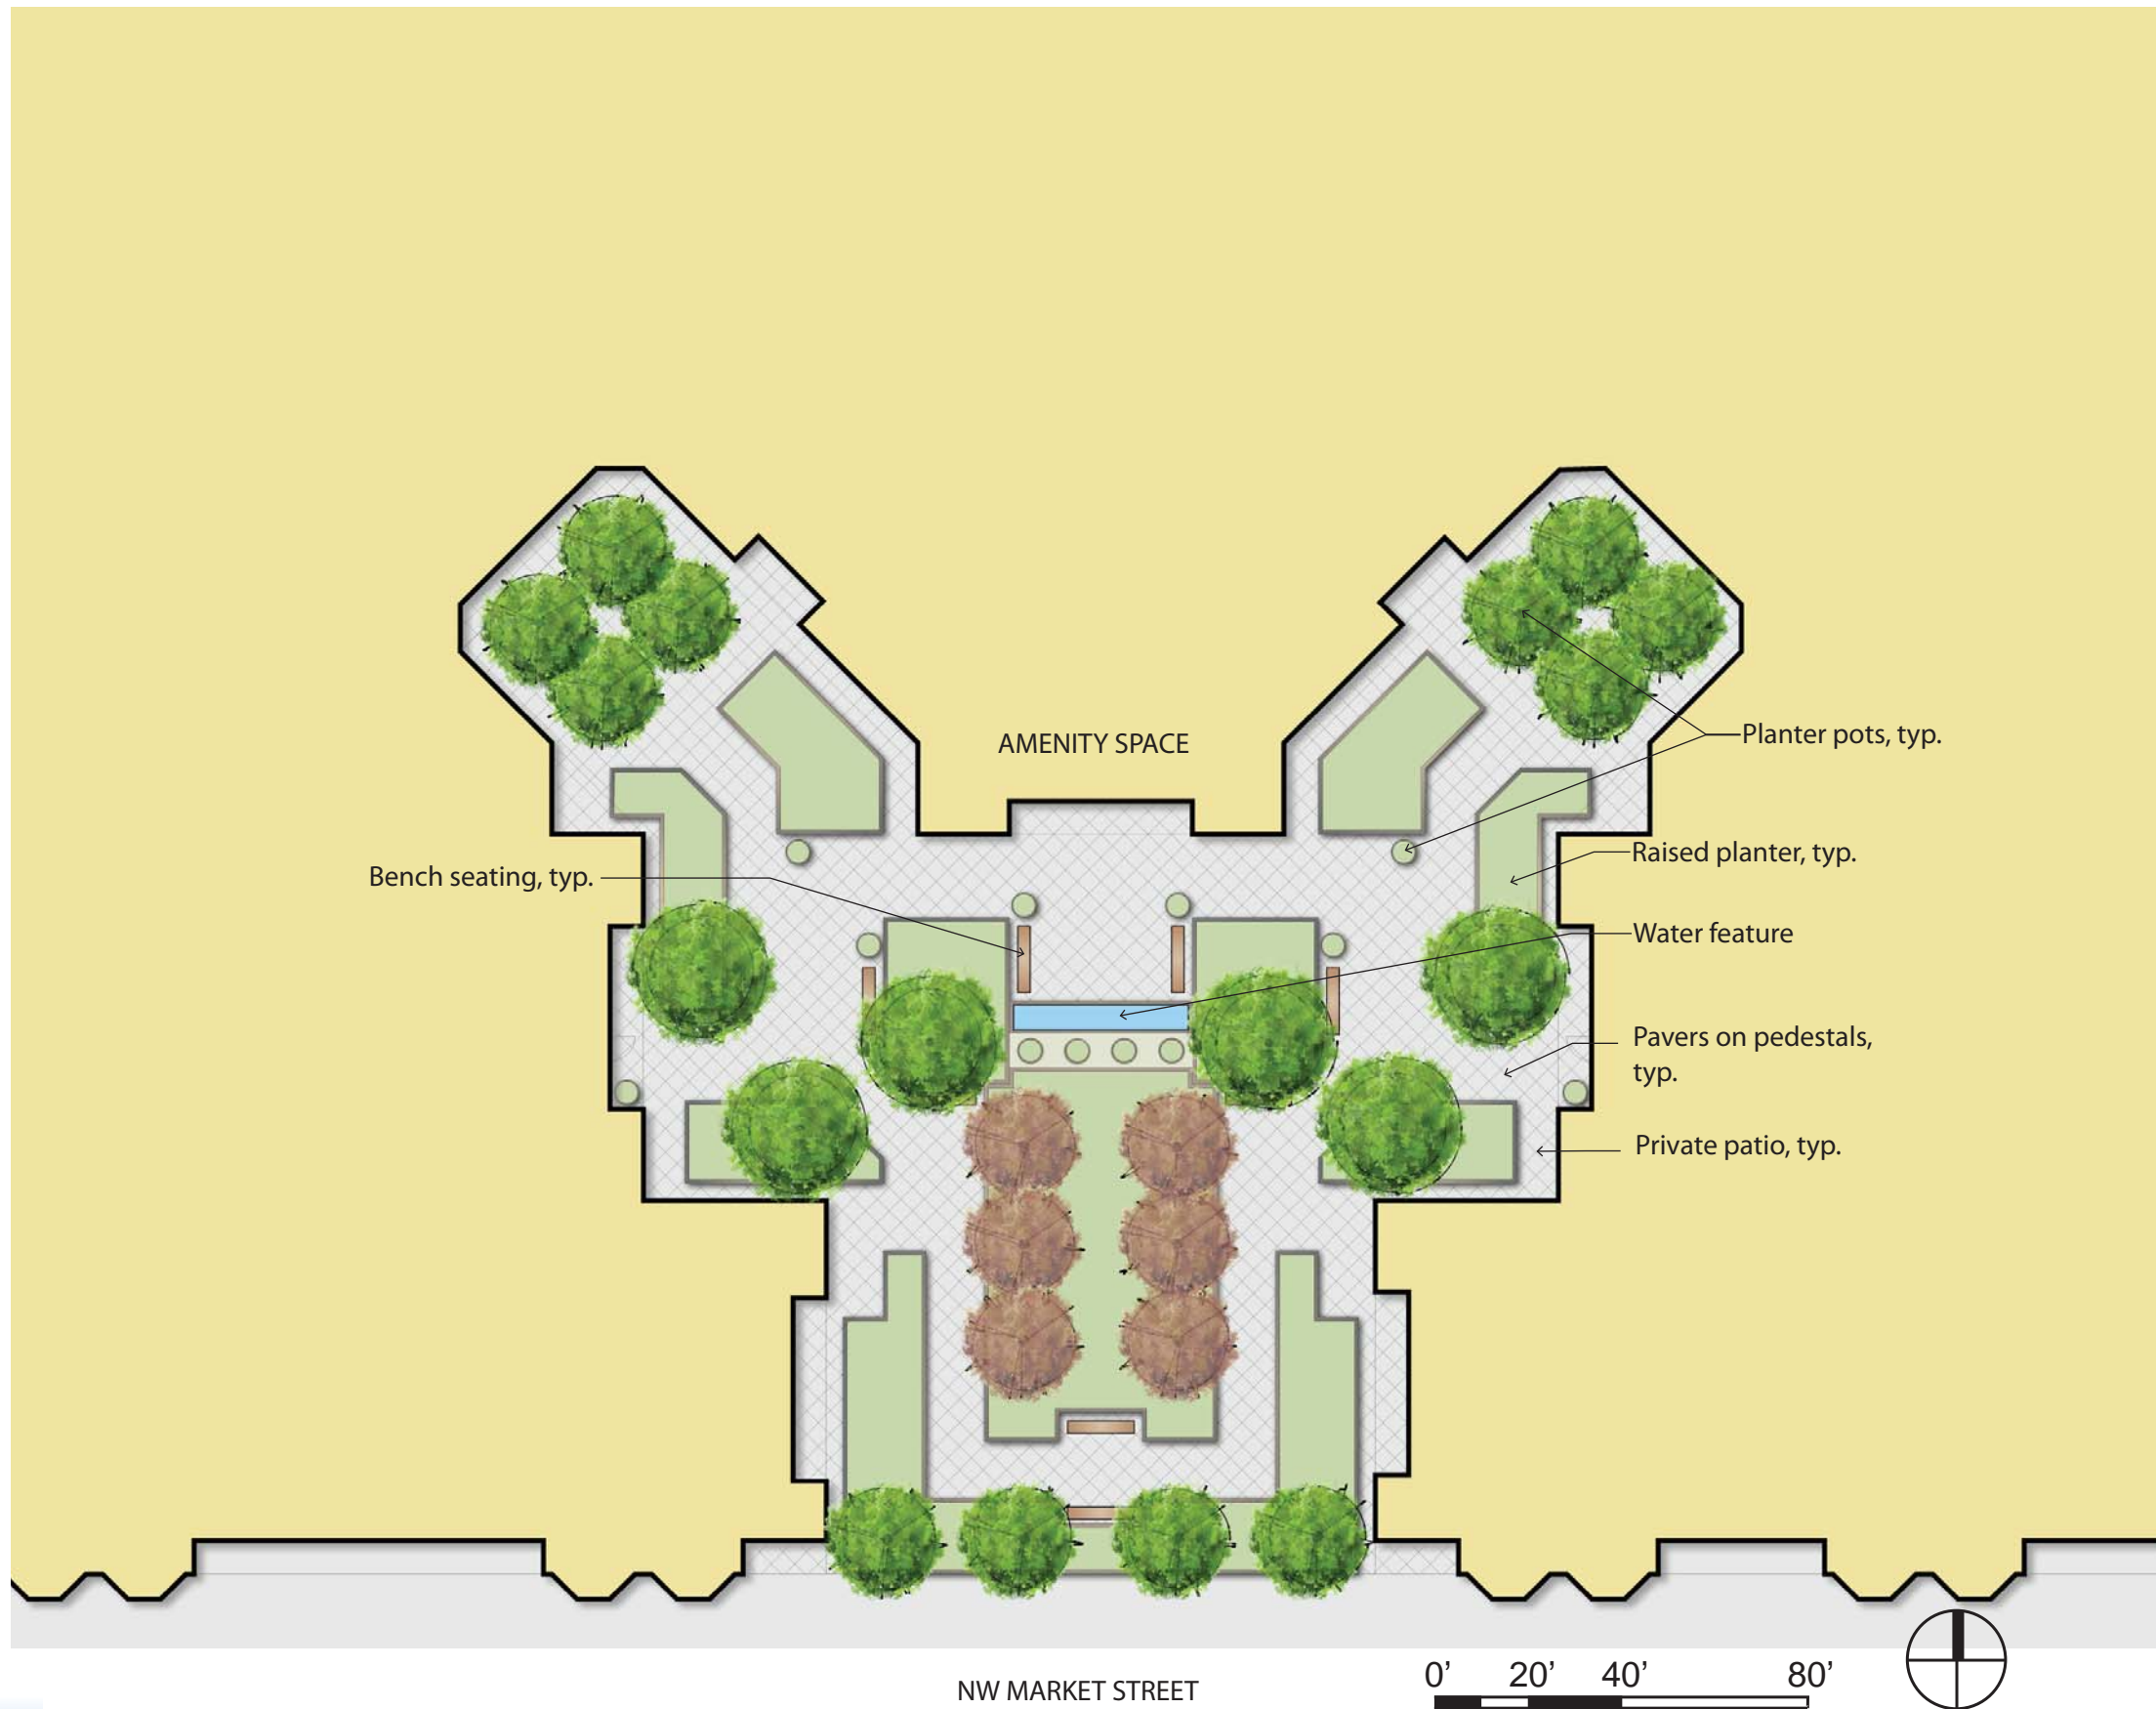 AMENITY SPACE
Planter pots, typ.
Raised planter, typ.
Bench seating, typ.
Water feature
Pavers on pedestals,
typ.
Private patio, typ.
NW MARKET STREET
0’ 20’ 40’ 80’